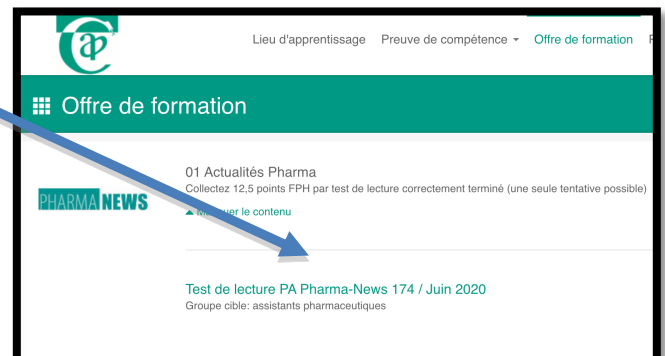 Lieu d'apprentissage Preuve de compétence Offre de formation
Offre de formation
01 Actualités Pharma
Collectez 12,5 points FPH par test de lecture correctement terminé (une seule tentative possible)
PHARMA NEWS
le contenu
Test de lecture PA Pharma-News 174 / Juin 2020
Groupe cible: assistants pharmaceutiques